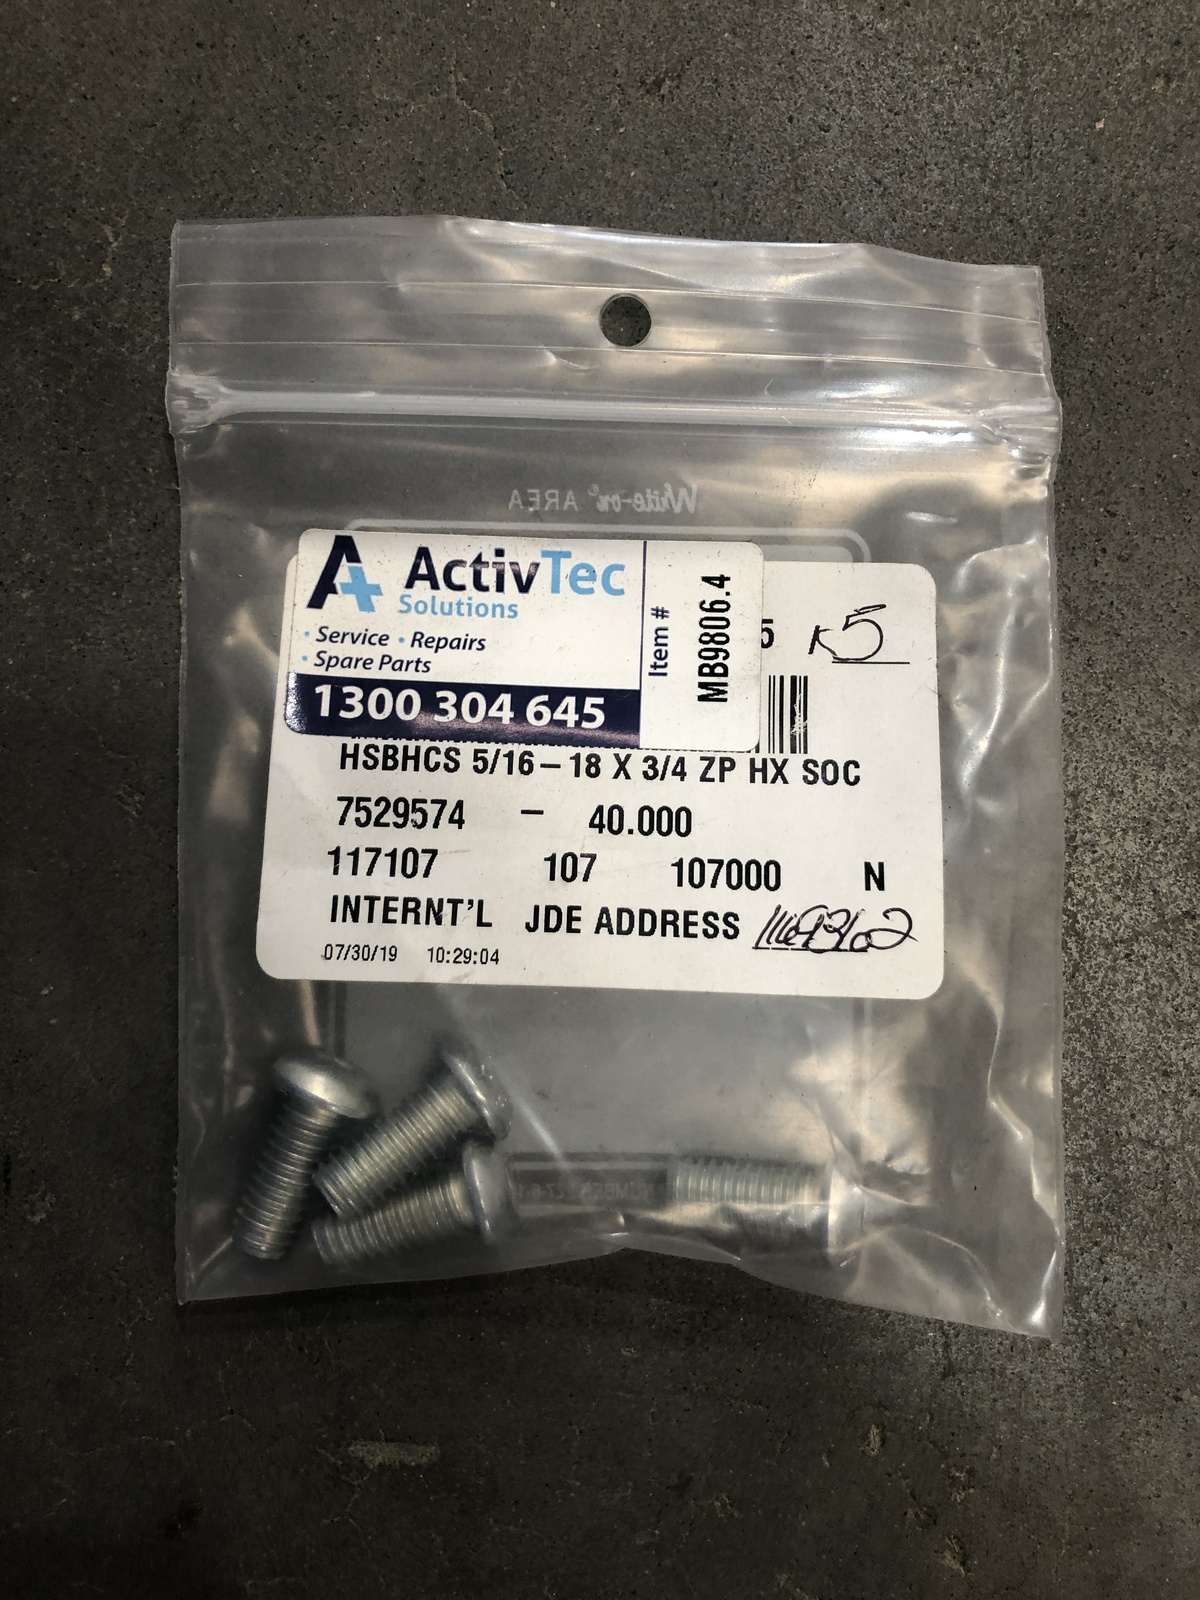 White-on® AREA
ActivTec
Solutions
• Service • Repairs
• Spare Parts
1300 304 645
Item #
MB9806.4
5
K5
HSBHCS 5/16-18 X 3/4 ZP HX SOC
7529574 - 40.000
117107 107 107000 N
INTERNT'L JDE ADDRESS
07/30/19 10:29:04